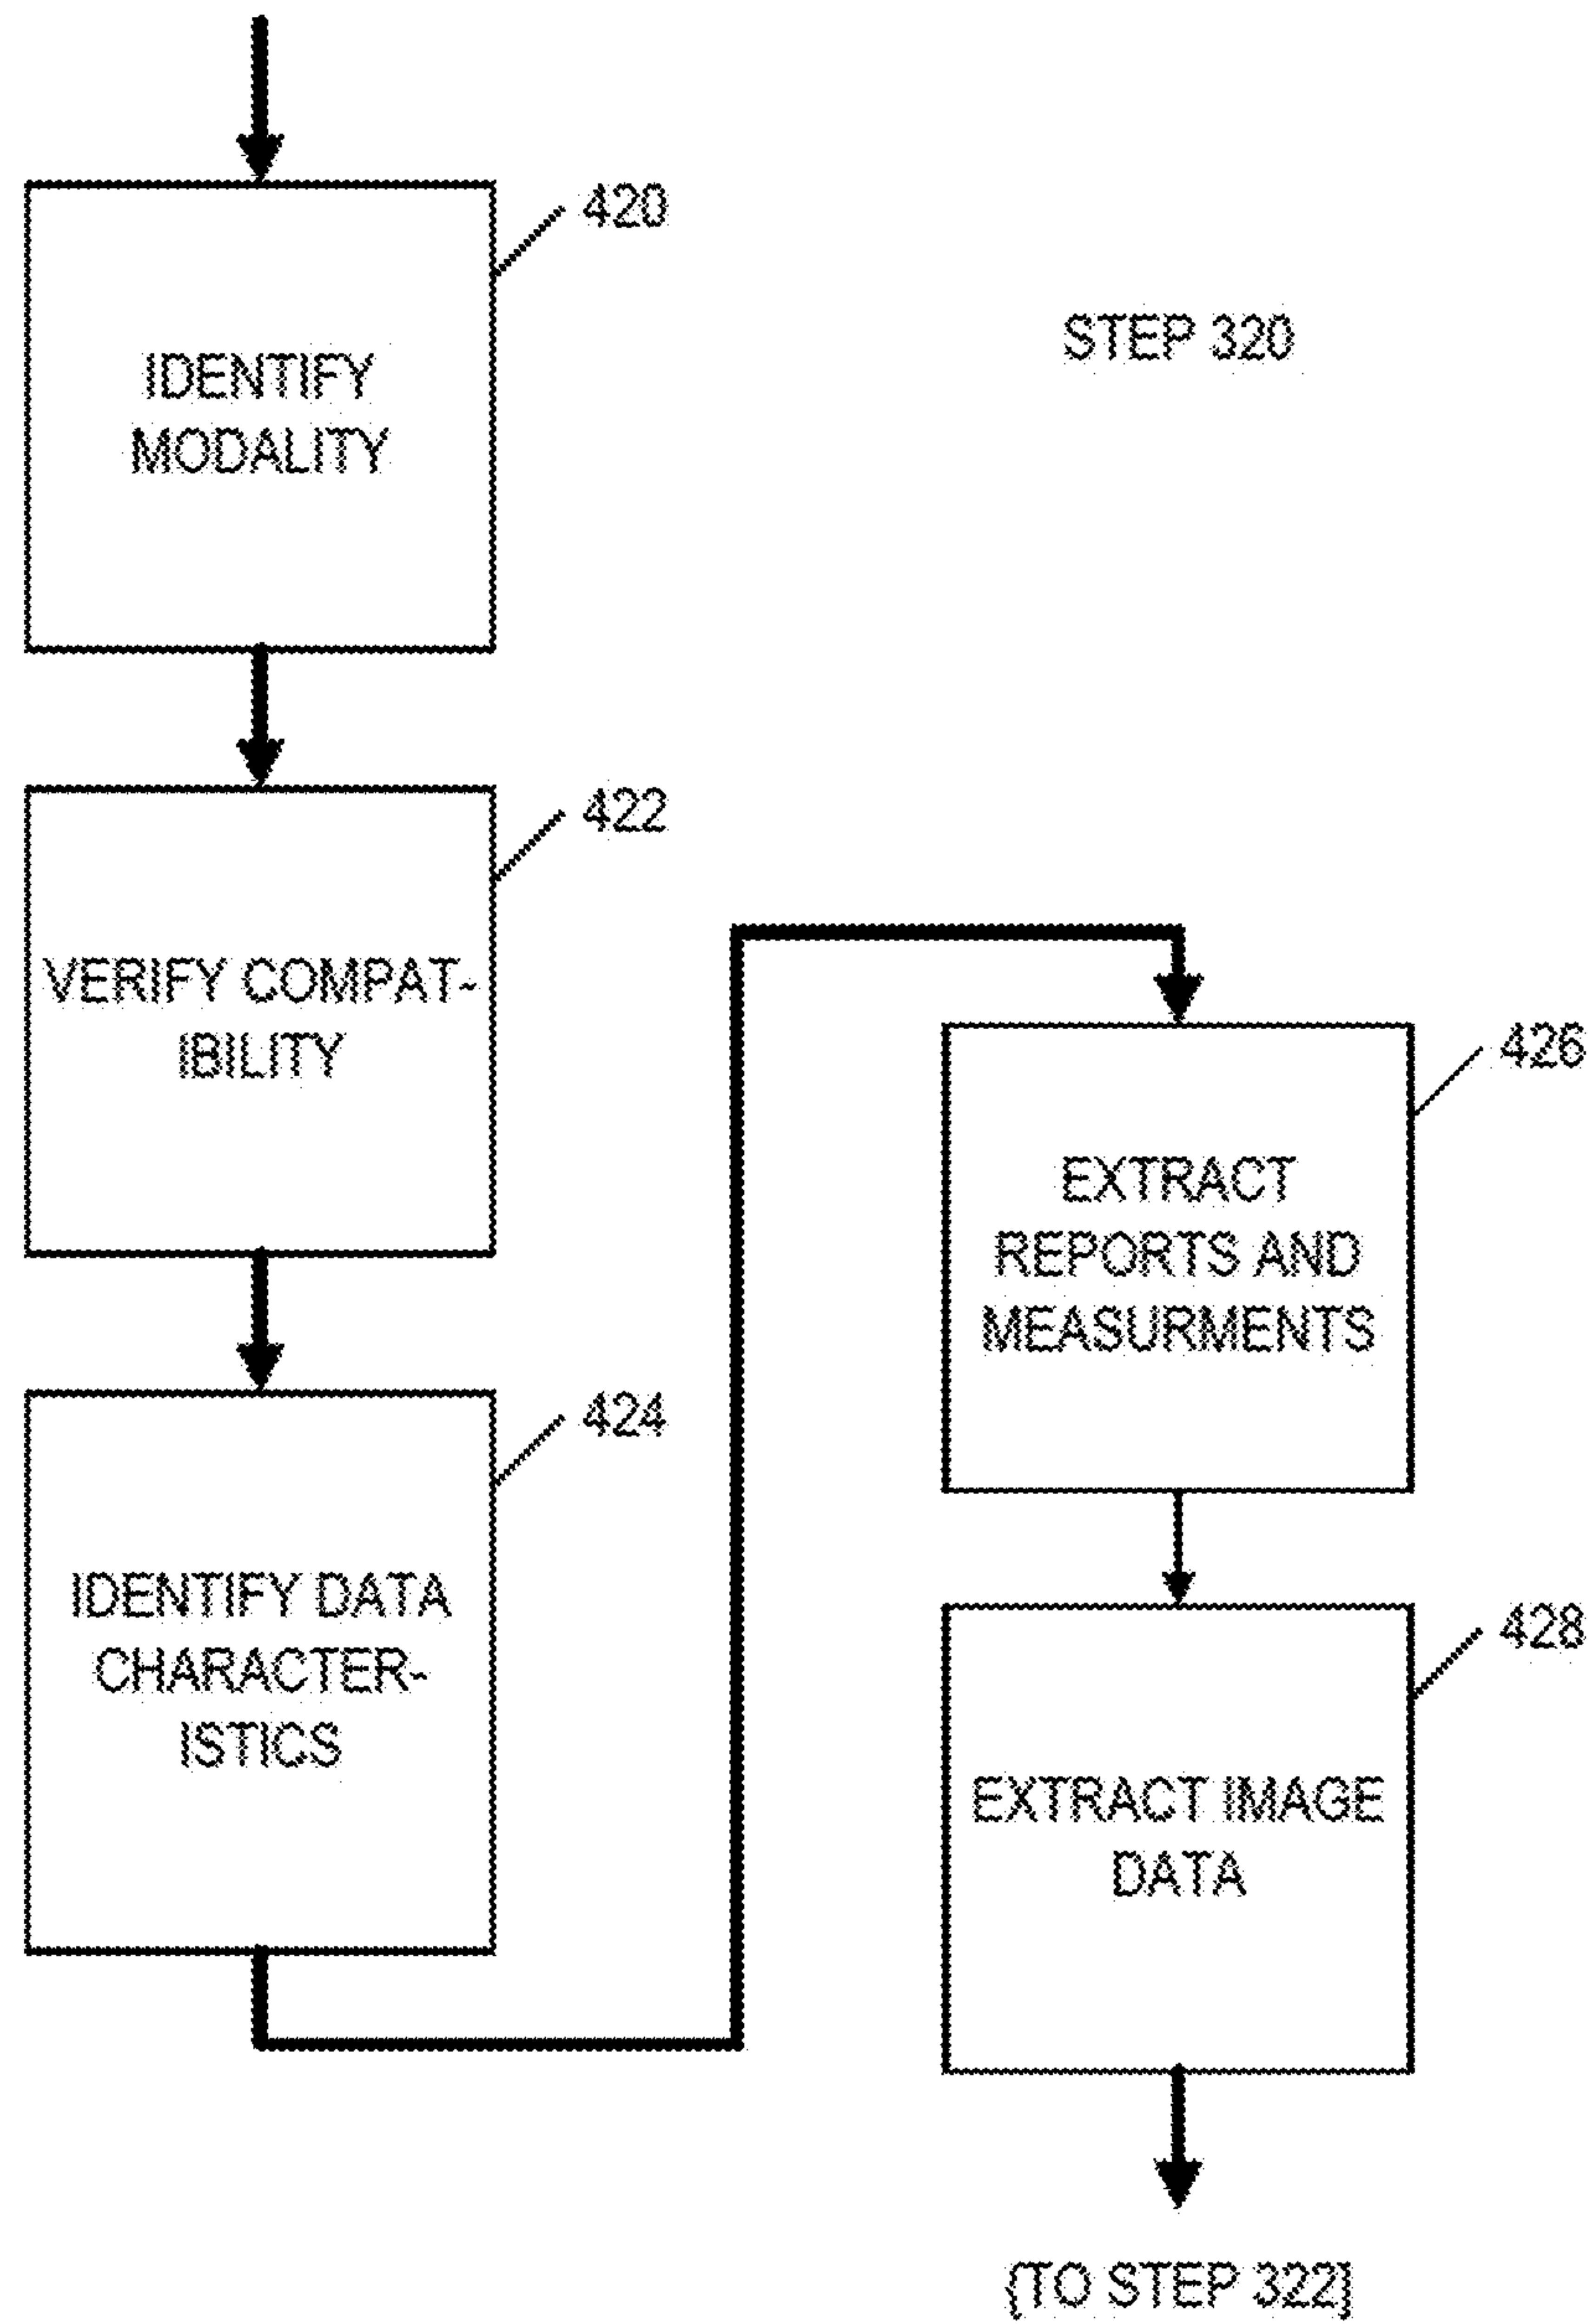 420
STEP 320
IDENTIFY
MODALITY
422
VERIFY COMPAT-
IBILITY
424
IDENTIFY DATA
CHARACTER-
ISTICS
426
EXTRACT
REPORTS AND
MEASURMENTS
428
EXTRACT IMAGE
DATA
[TO STEP 322]